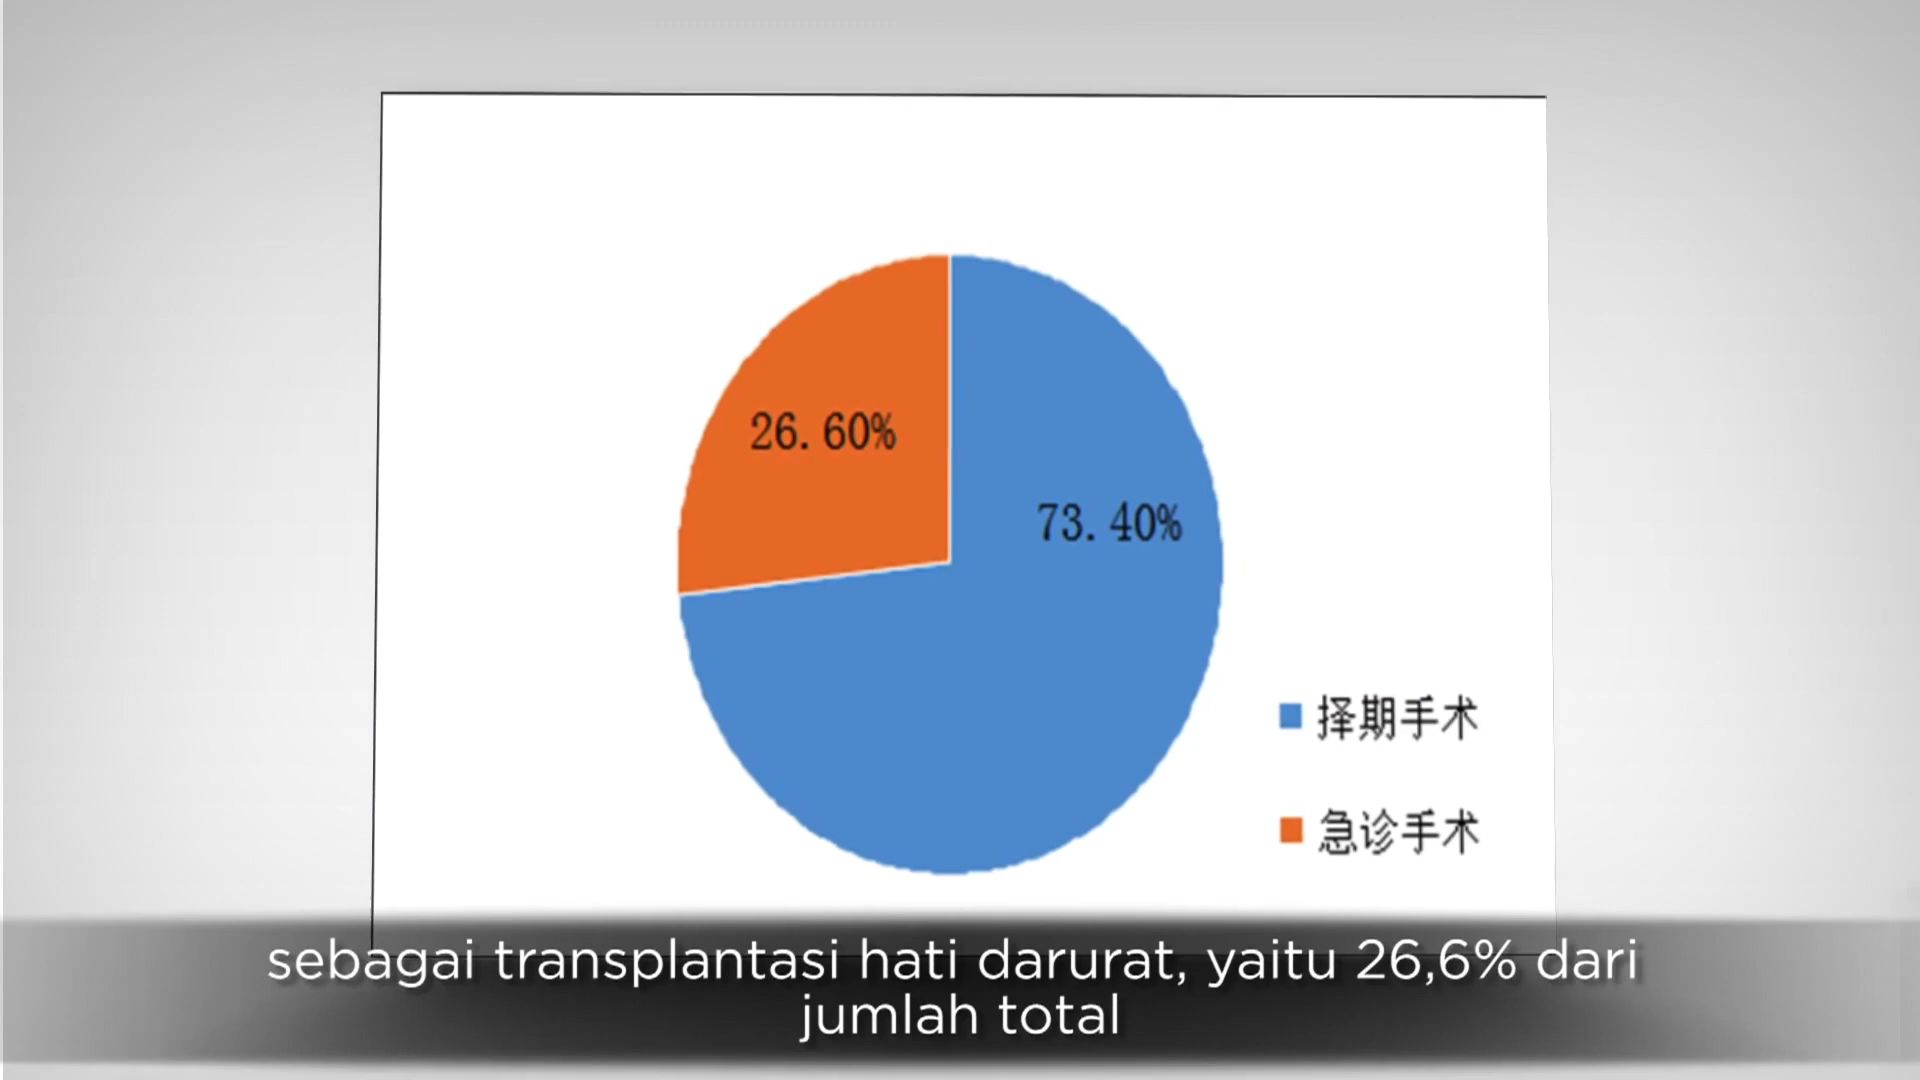 26.60%
73.40%
择期手术
急诊手术
sebagai transplantasi hati darurat, yaitu 26,6% dari
jumlah total